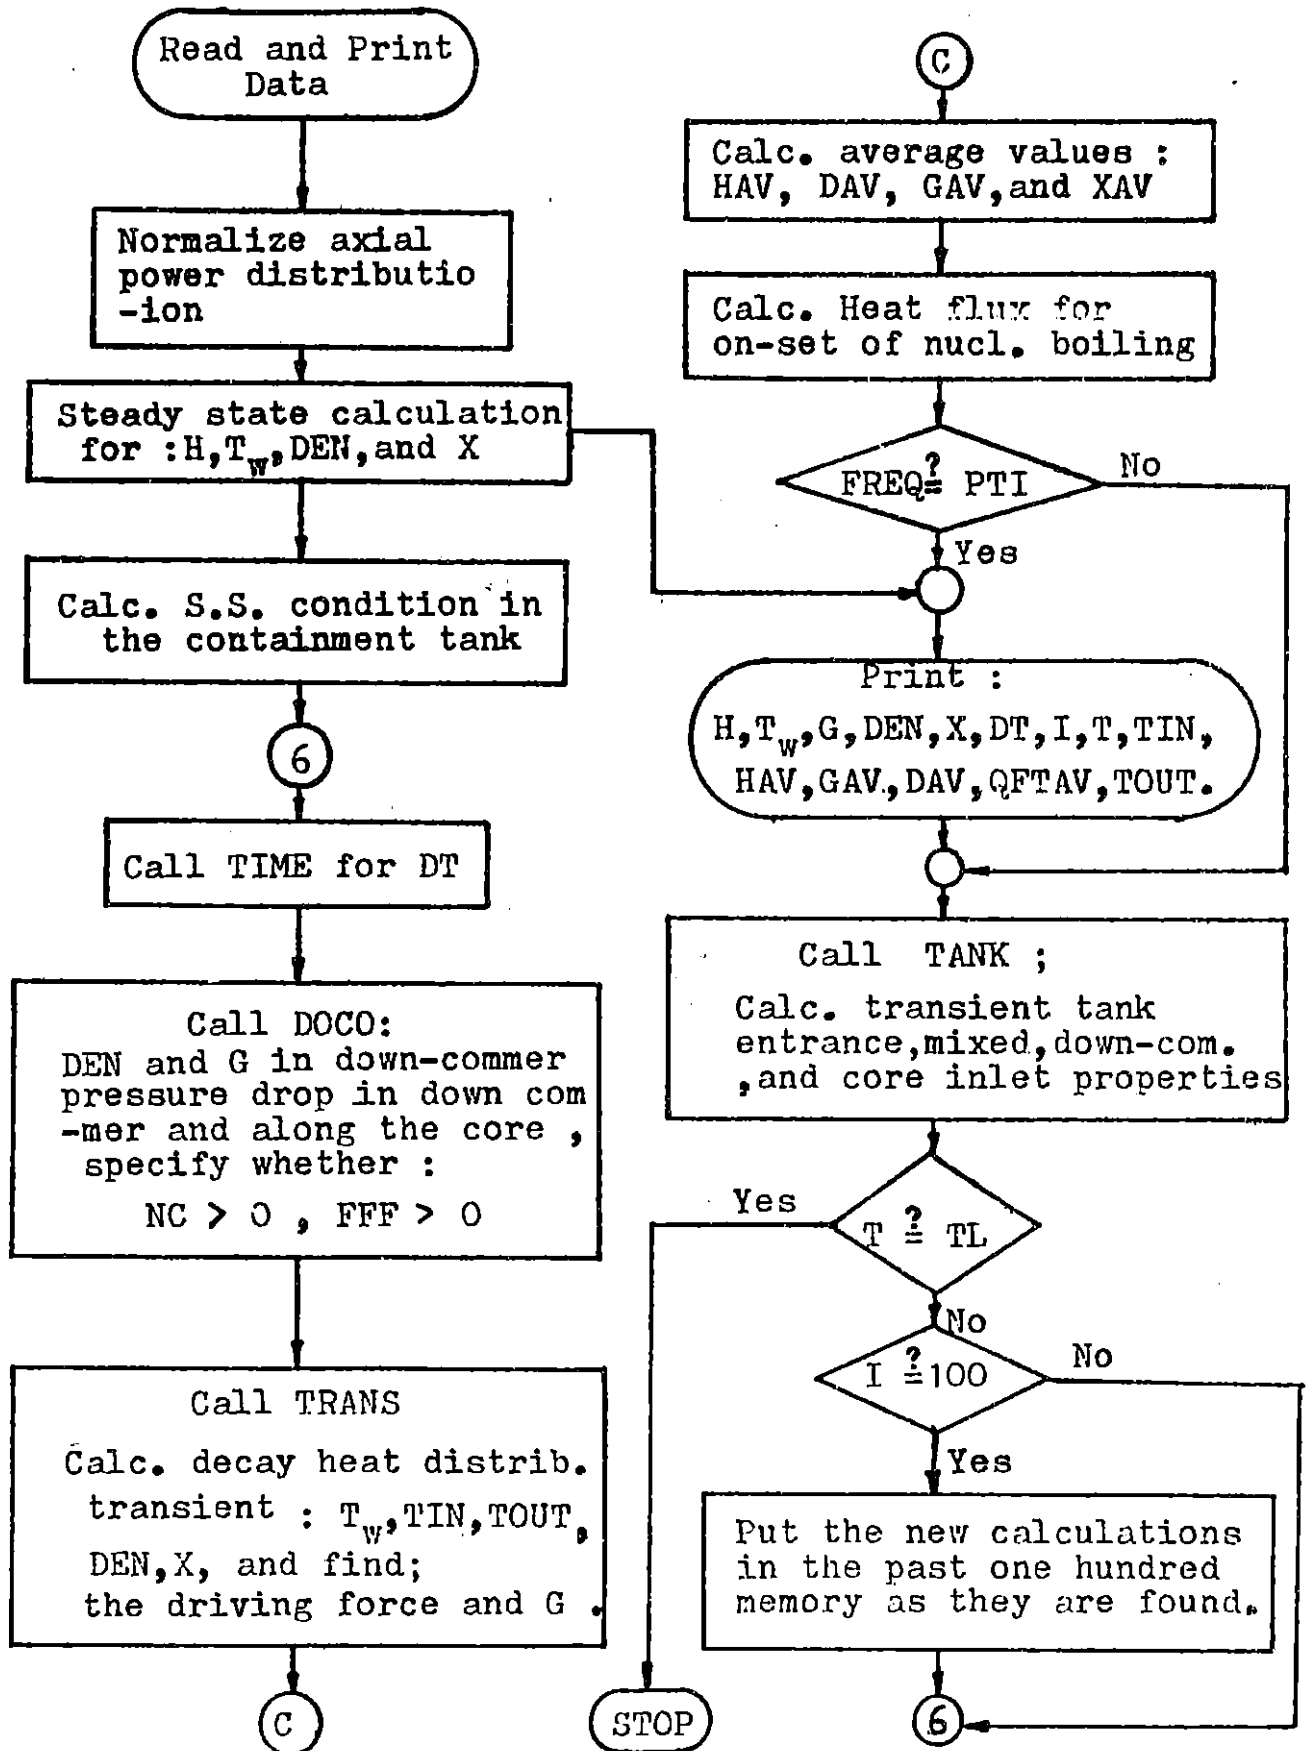 Read and Print
Data
Normalize axial
power distributio
-ion
Steady state calculation
for :H,Tw,DEN,and X
Calc. S.S. condition in
the containment tank
6
Call TIME for DT
Call DOCO:
DEN and G in down-commer
pressure drop in down com
-mer and along the core ,
specify whether :
NC > 0 , FFF > 0
Call TRANS
Calc. decay heat distrib.
transient : Tw,TIN,TOUT,
DEN,X, and find;
the driving force and G .
C
C
Calc. average values :
HAV, DAV, GAV,and XAV
Calc. Heat flux for
on-set of nucl. boiling
FREQ ?= PTI
No
Yes
Print :
H,Tw,G,DEN,X,DT,I,T,TIN,
HAV,GAV,DAV,QFTAV,TOUT.
Call TANK ;
Calc. transient tank
entrance,mixed,down-com.
,and core inlet properties
Yes
T ?= TL
No
I ?=100
No
Yes
Put the new calculations
in the past one hundred
memory as they are found.
STOP
6